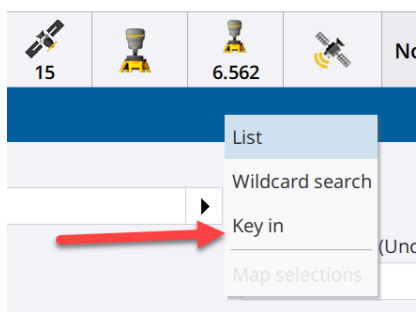 15
6.562
No
List
Wildcard search
Key in
(Und
Map selections